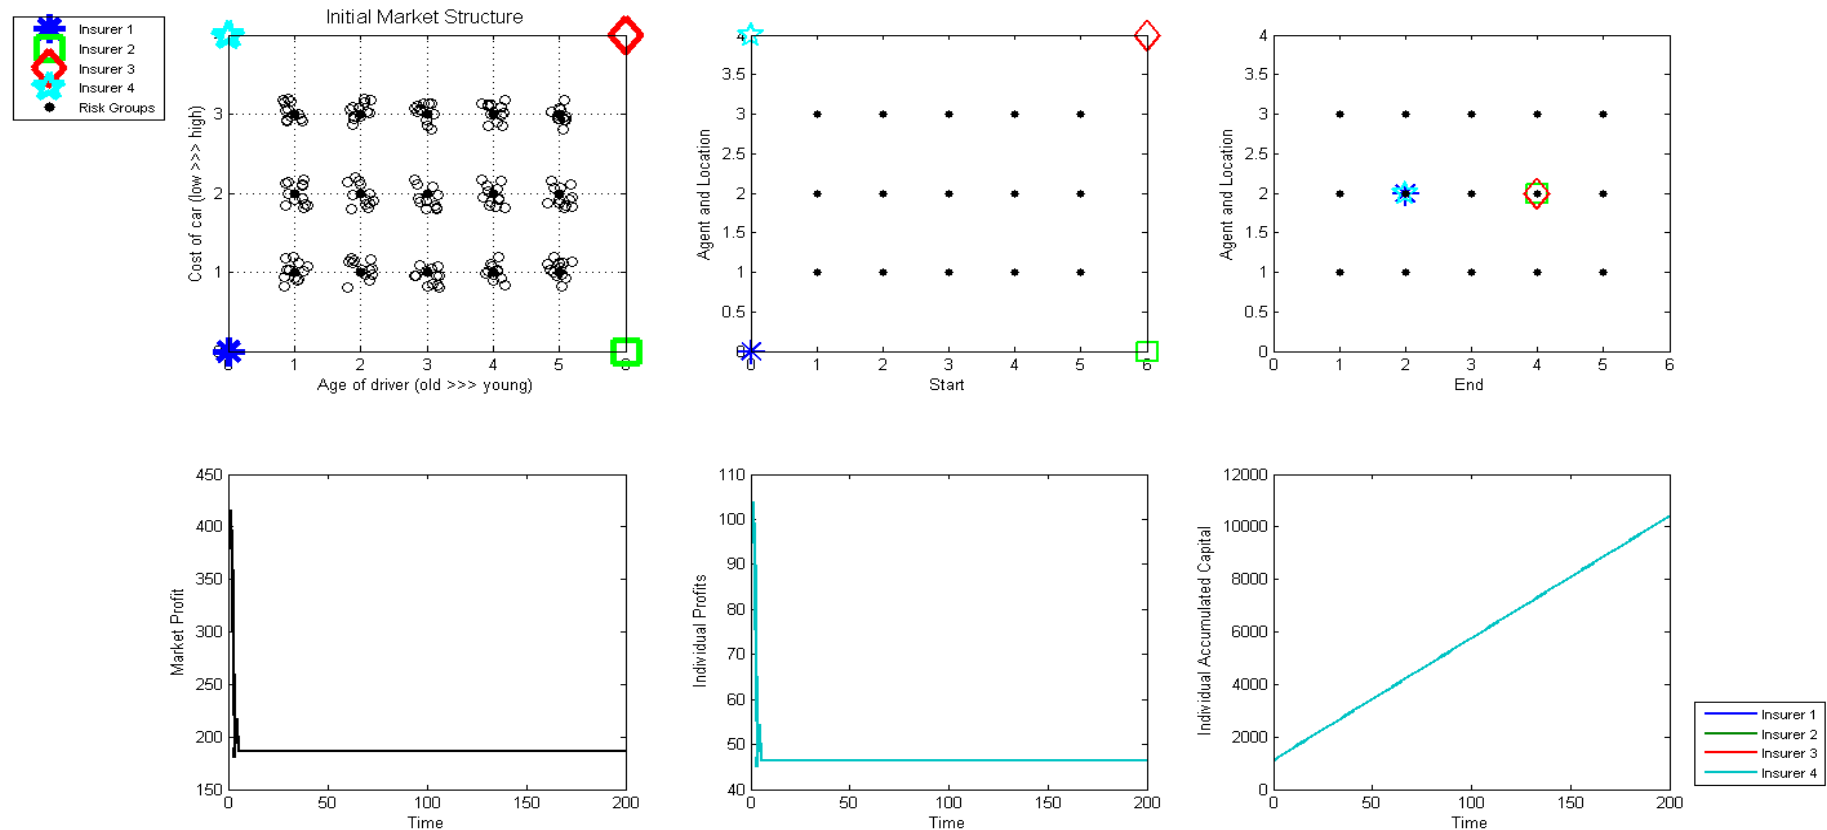 Insurer 1
Insurer 2
Insurer 3
Insurer 4
Risk Groups
Initial Market Structure
Cost of car (low >>> high)
3
2
1
0
0 1 2 3 4 5 6
Age of driver (old >>> young)
Agent and Location
4
3.5
3
2.5
2
1.5
1
0.5
0
0 1 2 3 4 5 6
Start
Agent and Location
4
3.5
3
2.5
2
1.5
1
0.5
0
0 1 2 3 4 5 6
End
Market Profit
450
400
350
300
250
200
150
0 50 100 150 200
Time
Individual Profits
110
100
90
80
70
60
50
40
0 50 100 150 200
Time
Individual Accumulated Capital
12000
10000
8000
6000
4000
2000
0
0 50 100 150 200
Time
Insurer 1
Insurer 2
Insurer 3
Insurer 4